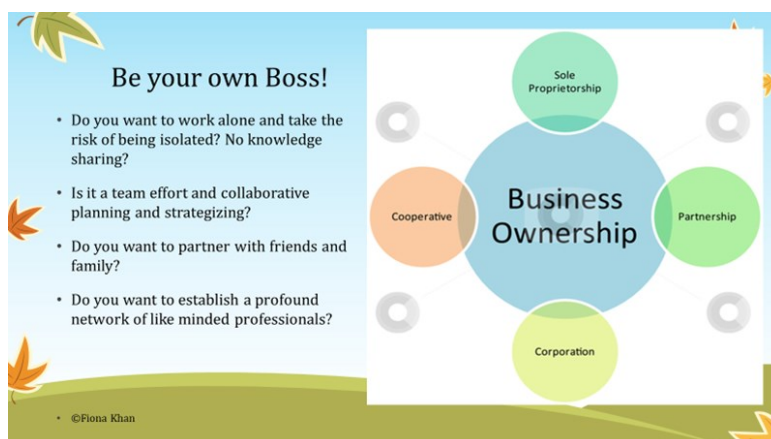 Be your own Boss!
• Do you want to work alone and take the
risk of being isolated? No knowledge
sharing?
• Is it a team effort and collaborative
planning and strategizing?
• Do you want to partner with friends and
family?
• Do you want to establish a profound
network of like minded professionals?
• ©Fiona Khan
Sole
Proprietorship
Cooperative
Business
Ownership
Partnership
Corporation